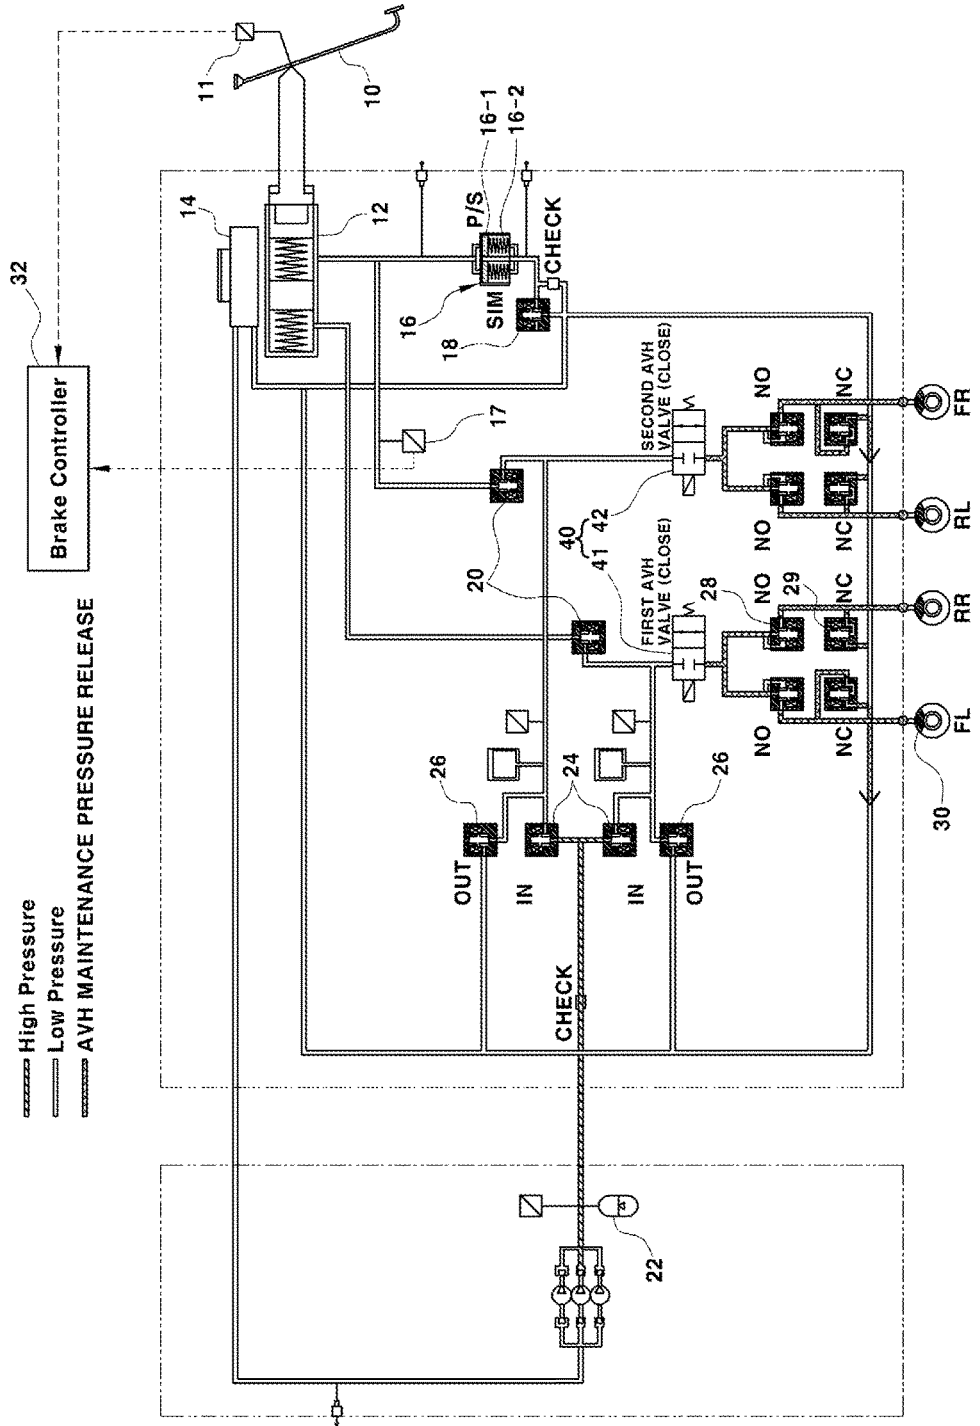 High Pressure
Low Pressure
AVH MAINTENANCE PRESSURE RELEASE
Brake Controller
32
11
10
14
12
16-1
16-2
P/S
16
SIM
CHECK
18
17
20
40
41
42
FIRST AVH
VALVE (CLOSE)
SECOND AVH
VALVE (CLOSE)
26
OUT
IN
24
IN
OUT
26
CHECK
22
NO
NO
NO
NO
28
NC
NC
NC
NC
29
30
FL
RR
RL
FR